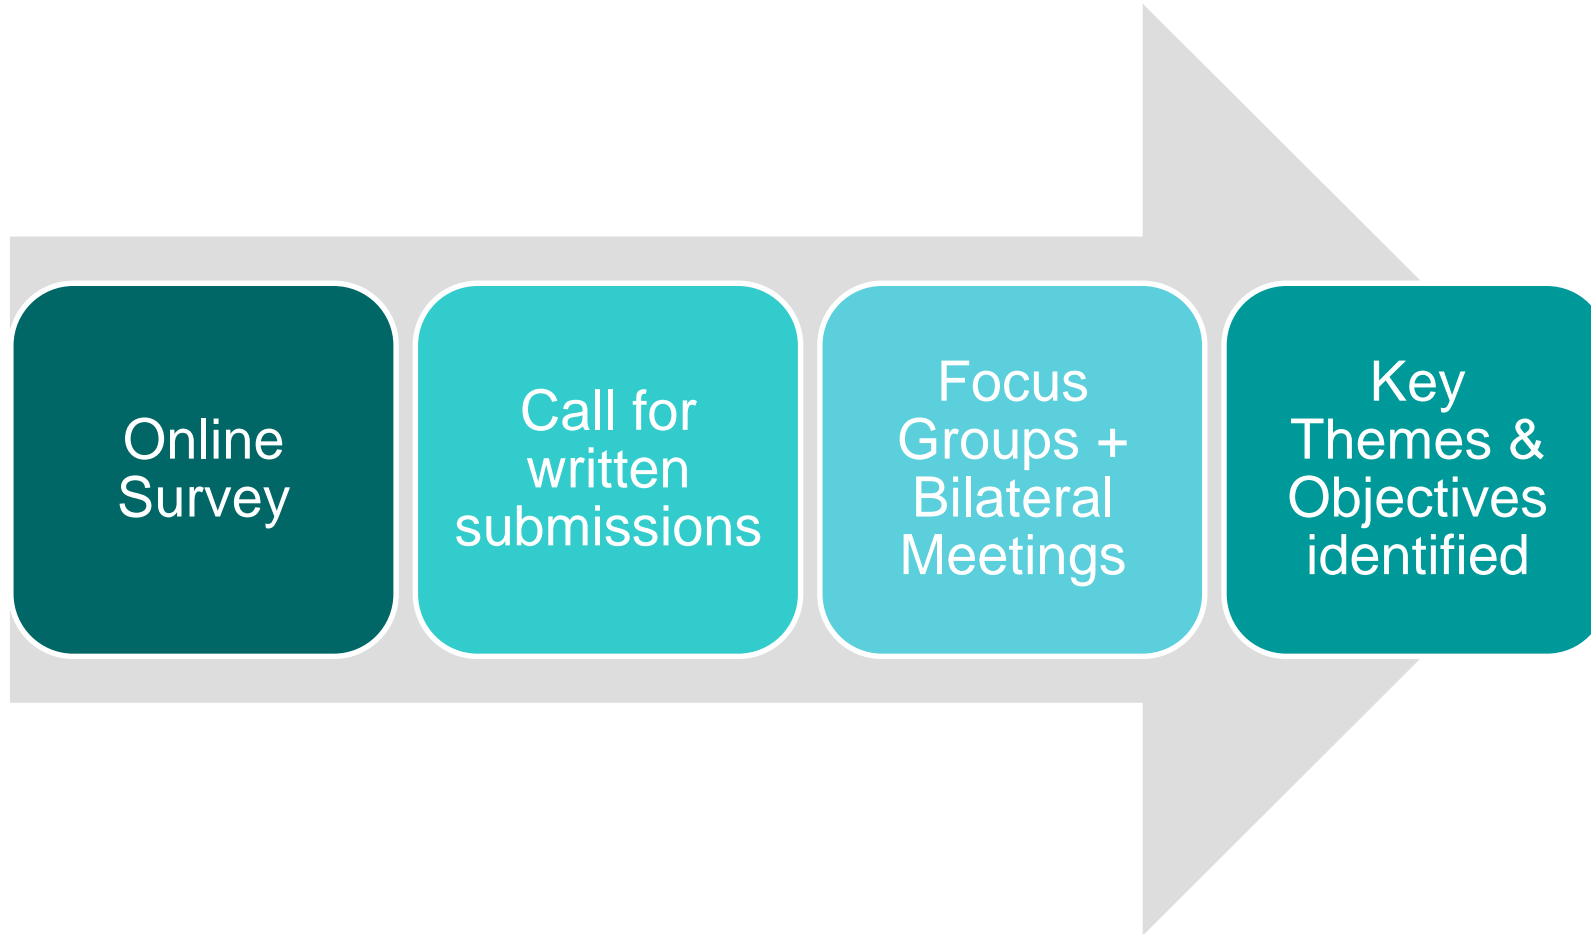 Online
Survey
Call for
written
submissions
Focus
Groups +
Bilateral
Meetings
Key
Themes &
Objectives
identified